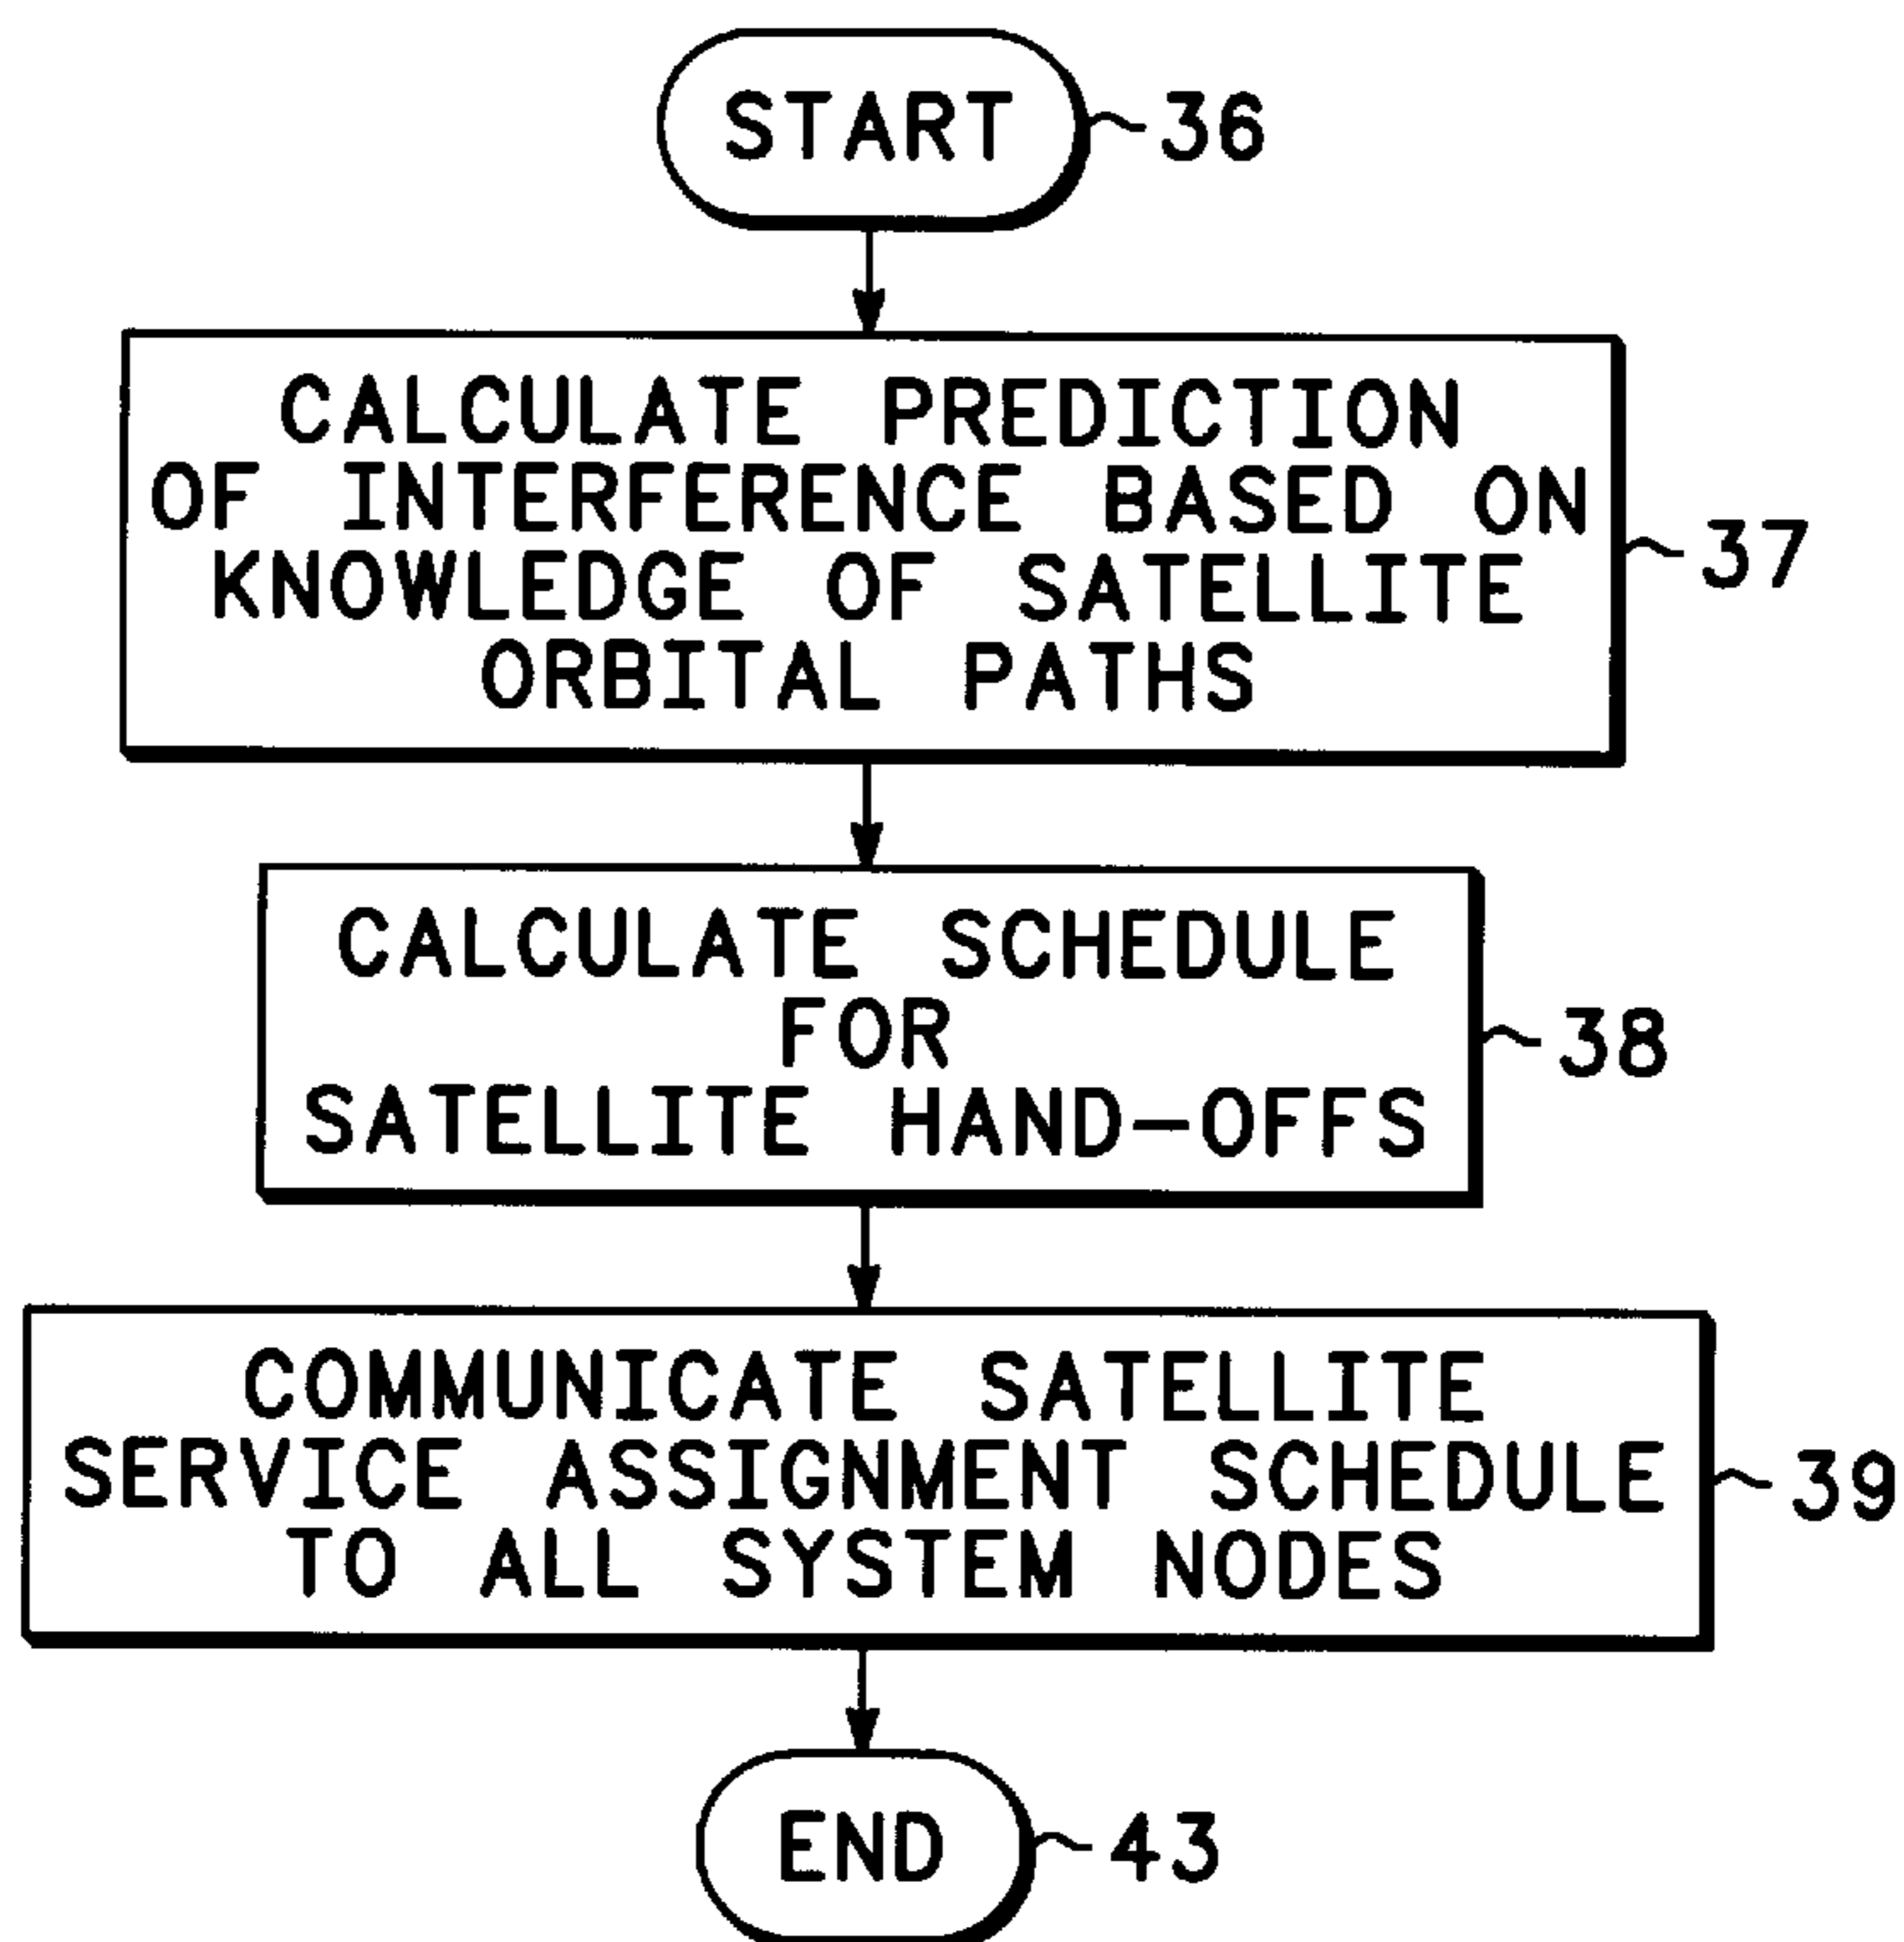 START 36
CALCULATE PREDICTION
OF INTERFERENCE BASED ON
KNOWLEDGE OF SATELLITE
ORBITAL PATHS
37
CALCULATE SCHEDULE
FOR
SATELLITE HAND-OFFS
38
COMMUNICATE SATELLITE
SERVICE ASSIGNMENT SCHEDULE
TO ALL SYSTEM NODES
39
END 43